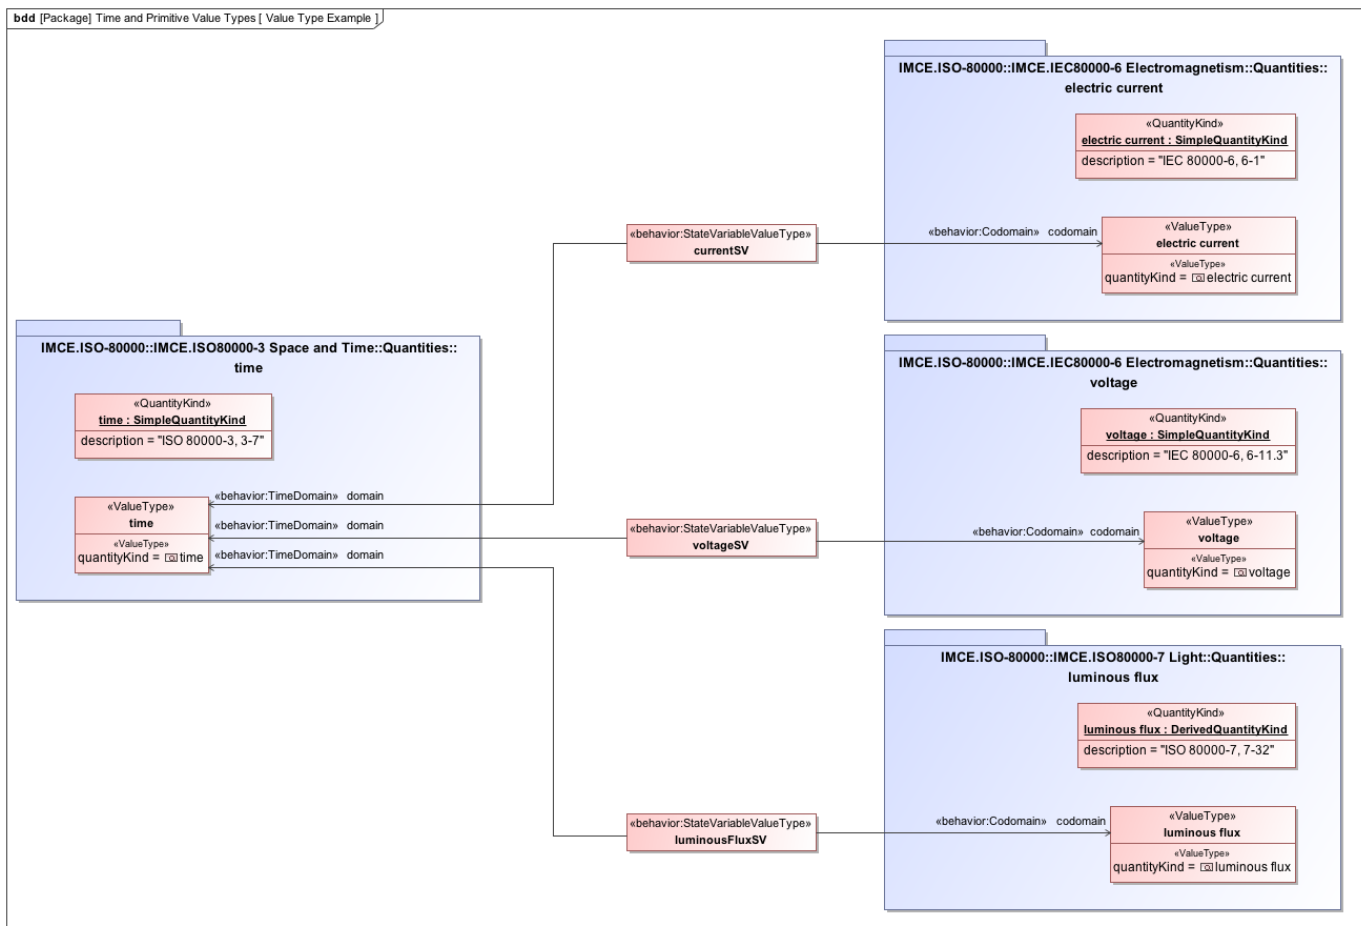 bdd [Package] Time and Primitive Value Types [ Value Type Example ]
IMCE.ISO-80000::IMCE.IEC80000-6 Electromagnetism::Quantities::
electric current
«QuantityKind»
electric current : SimpleQuantityKind
description = "IEC 80000-6, 6-1"
«behavior:StateVariableValueType»
currentSV
«behavior:Codomain» codomain
«ValueType»
electric current
«ValueType»
quantityKind = electric current
IMCE.ISO-80000::IMCE.ISO80000-3 Space and Time::Quantities::
time
«QuantityKind»
time : SimpleQuantityKind
description = "ISO 80000-3, 3-7"
«ValueType»
time
«ValueType»
quantityKind = time
«behavior:TimeDomain» domain
«behavior:TimeDomain» domain
«behavior:TimeDomain» domain
IMCE.ISO-80000::IMCE.IEC80000-6 Electromagnetism::Quantities::
voltage
«QuantityKind»
voltage : SimpleQuantityKind
description = "IEC 80000-6, 6-11.3"
«behavior:StateVariableValueType»
voltageSV
«behavior:Codomain» codomain
«ValueType»
voltage
«ValueType»
quantityKind = voltage
IMCE.ISO-80000::IMCE.ISO80000-7 Light::Quantities::
luminous flux
«QuantityKind»
luminous flux : DerivedQuantityKind
description = "ISO 80000-7, 7-32"
«behavior:StateVariableValueType»
luminousFluxSV
«behavior:Codomain» codomain
«ValueType»
luminous flux
«ValueType»
quantityKind = luminous flux